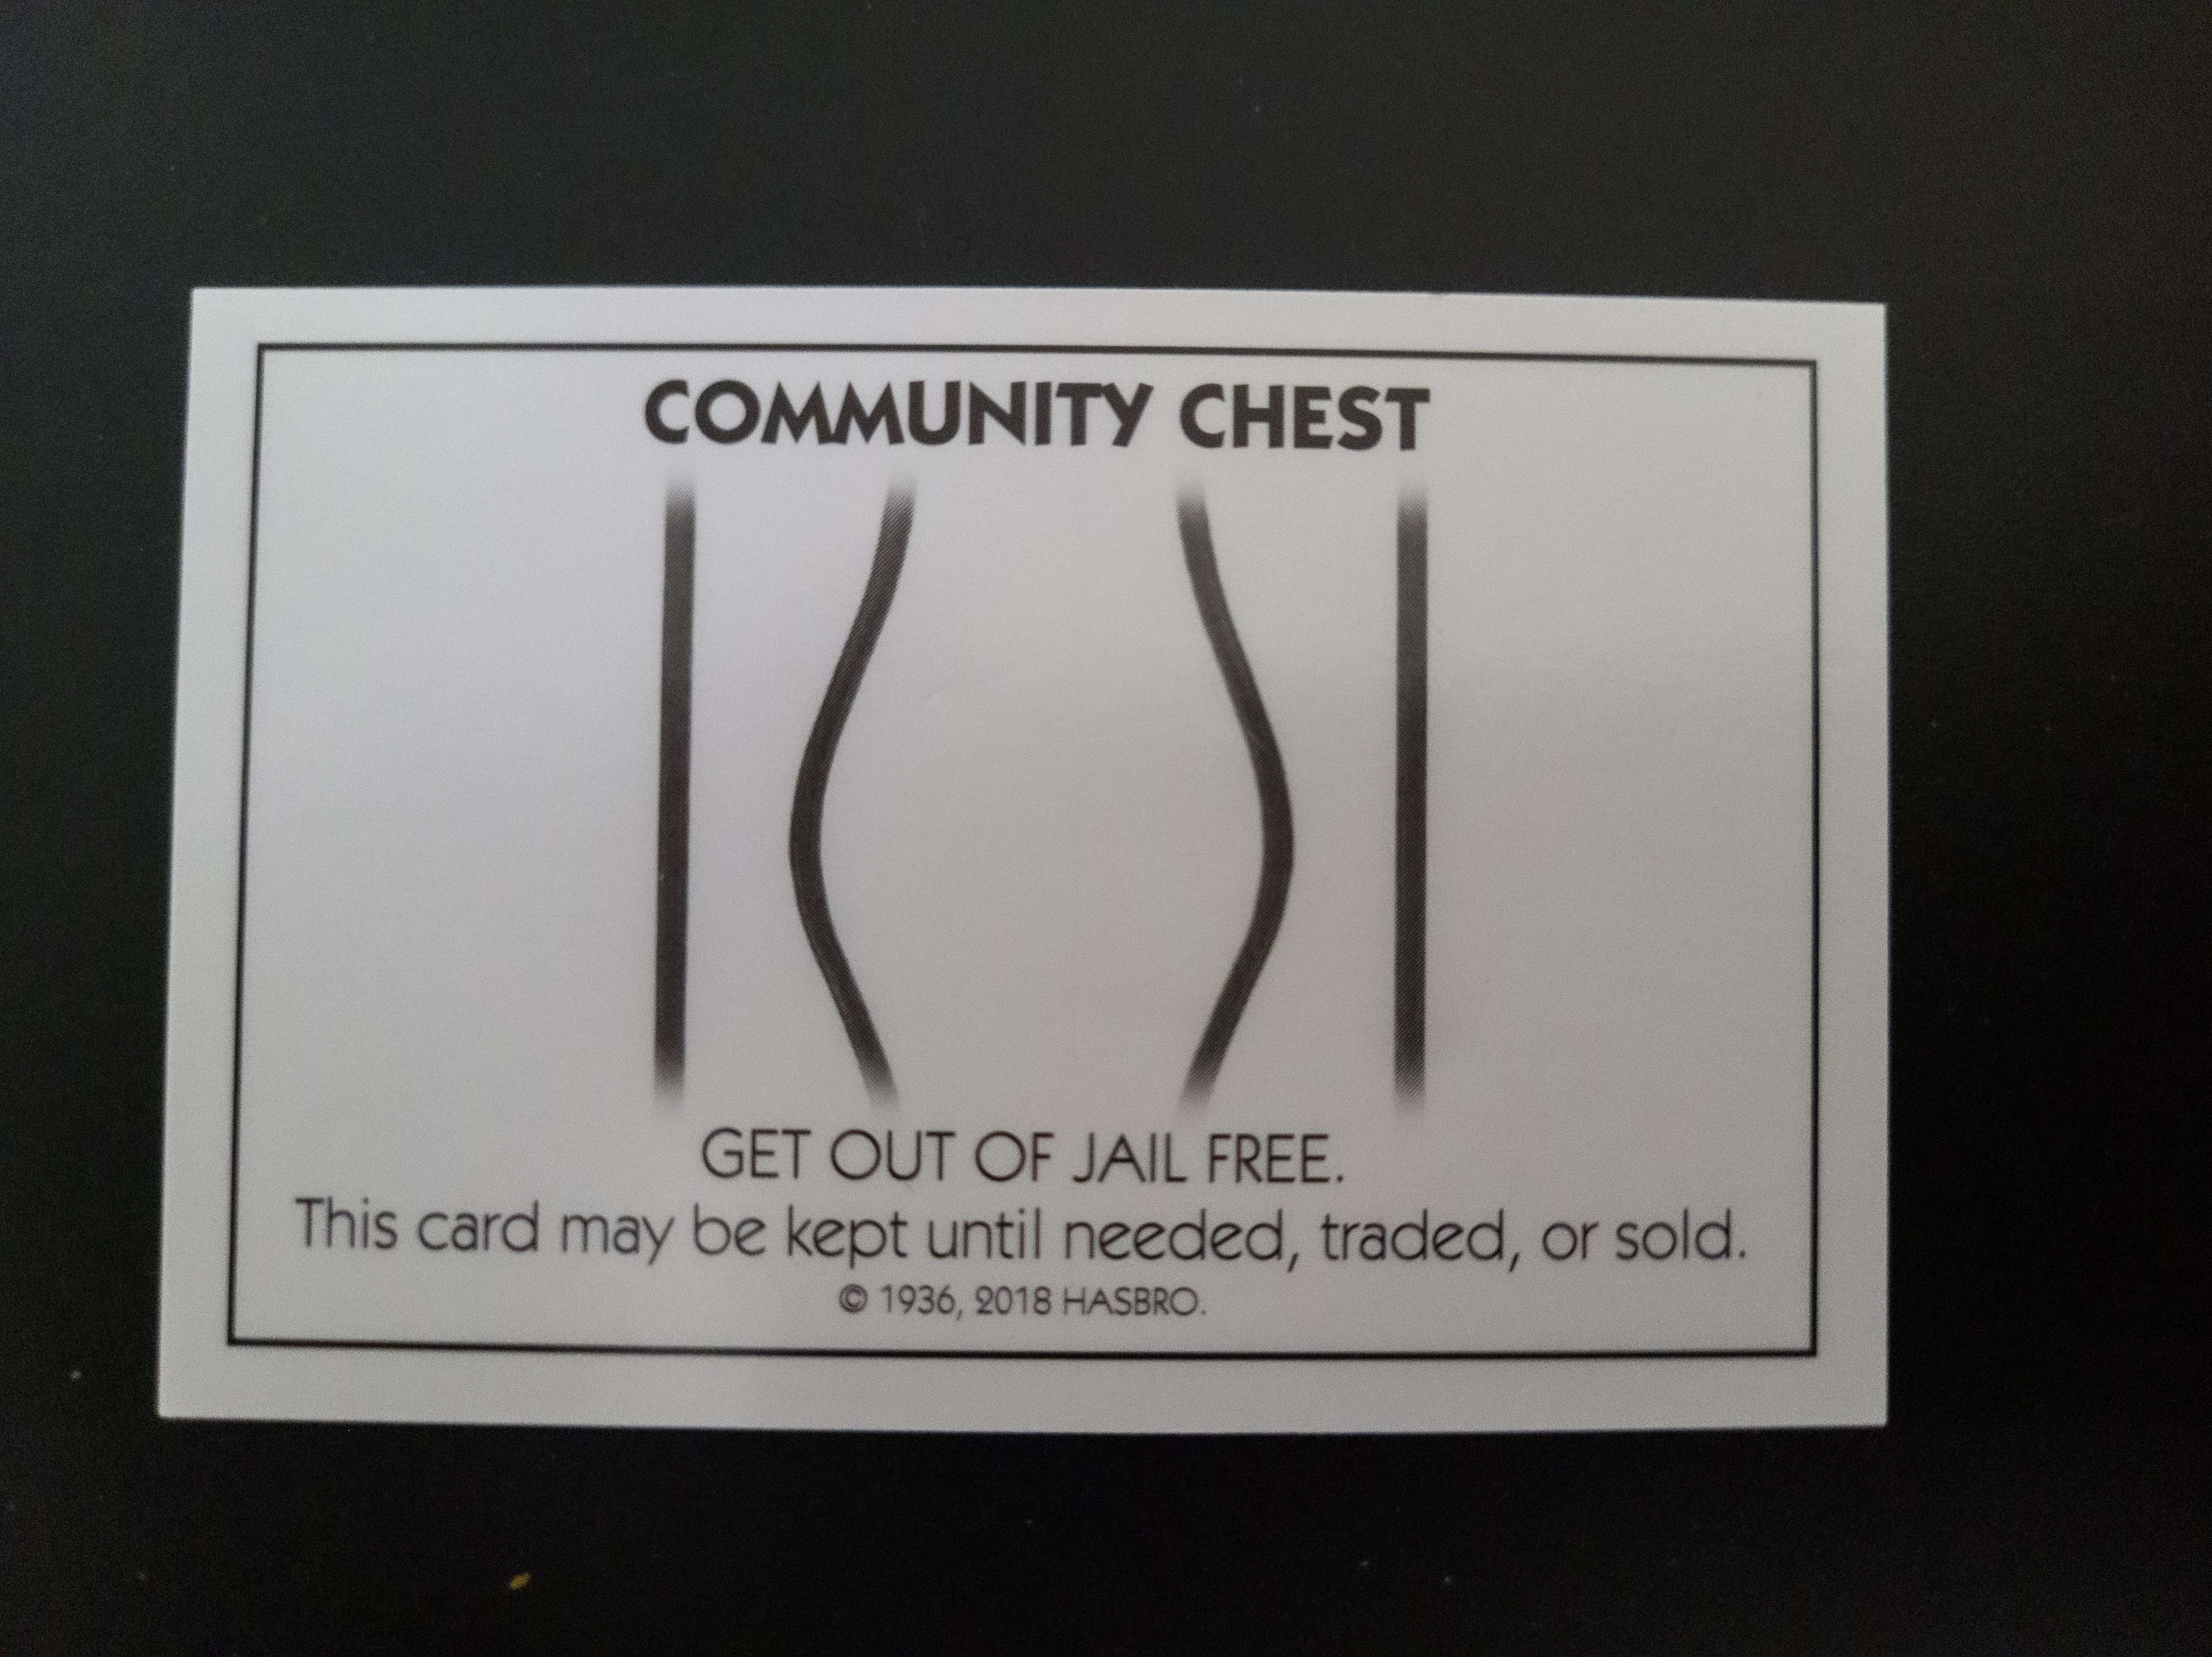 COMMUNITY CHEST
GET OUT OF JAIL FREE.
This card may be kept until needed, traded, or sold.
© 1936, 2018 HASBRO.